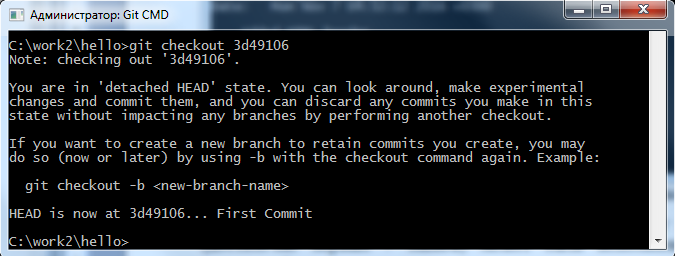 Администратор: Git CMD
C:\work2\hello>git checkout 3d49106
Note: checking out '3d49106'.
You are in 'detached HEAD' state. You can look around, make experimental
changes and commit them, and you can discard any commits you make in this
state without impacting any branches by performing another checkout.
If you want to create a new branch to retain commits you create, you may
do so (now or later) by using -b with the checkout command again. Example:
git checkout -b <new-branch-name>
HEAD is now at 3d49106... First Commit
C:\work2\hello>